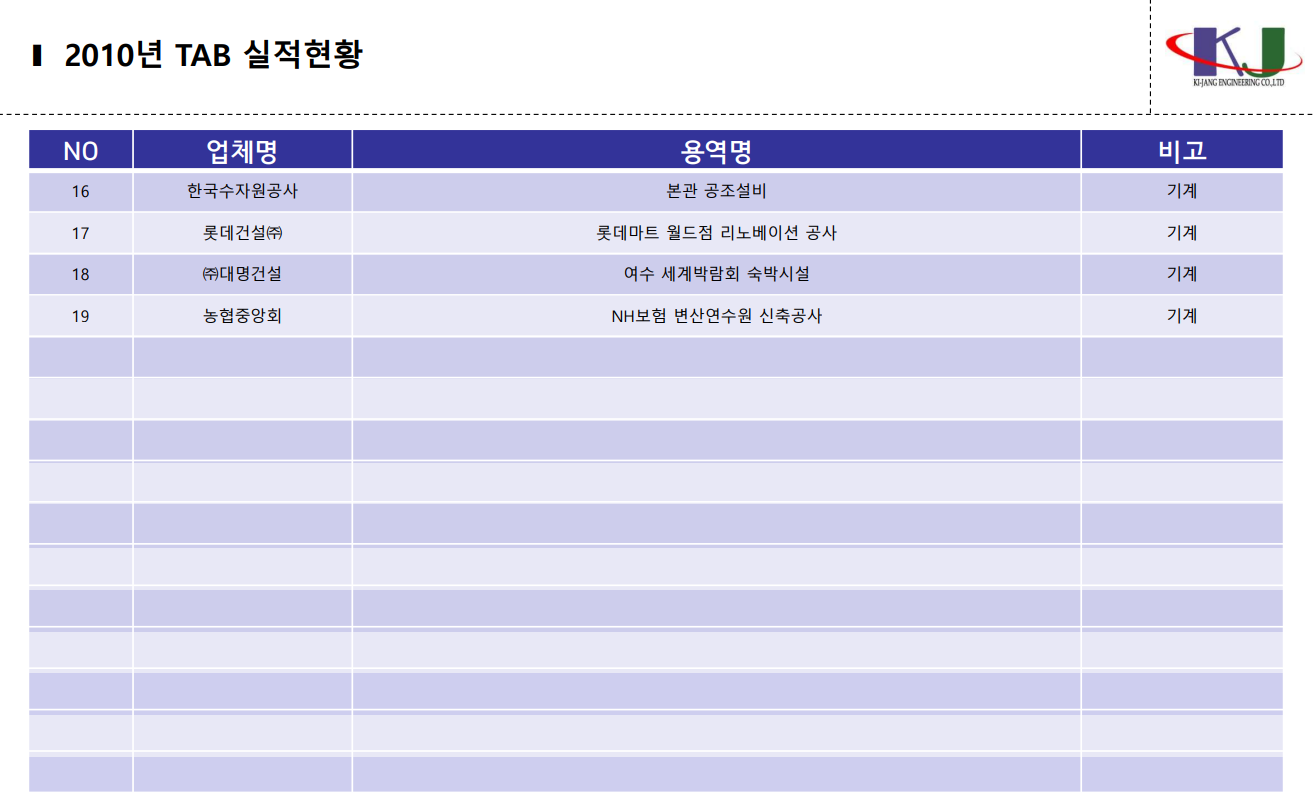 2010년 TAB 실적현황
KJ
KI-JANG ENGINEERING CO.,LTD
NO 업체명 용역명 비고
16 한국수자원공사 본관 공조설비 기계
17 롯데건설㈜ 롯데마트 월드점 리노베이션 공사 기계
18 ㈜대명건설 여수 세계박람회 숙박시설 기계
19 농협중앙회 NH보험 변산연수원 신축공사 기계